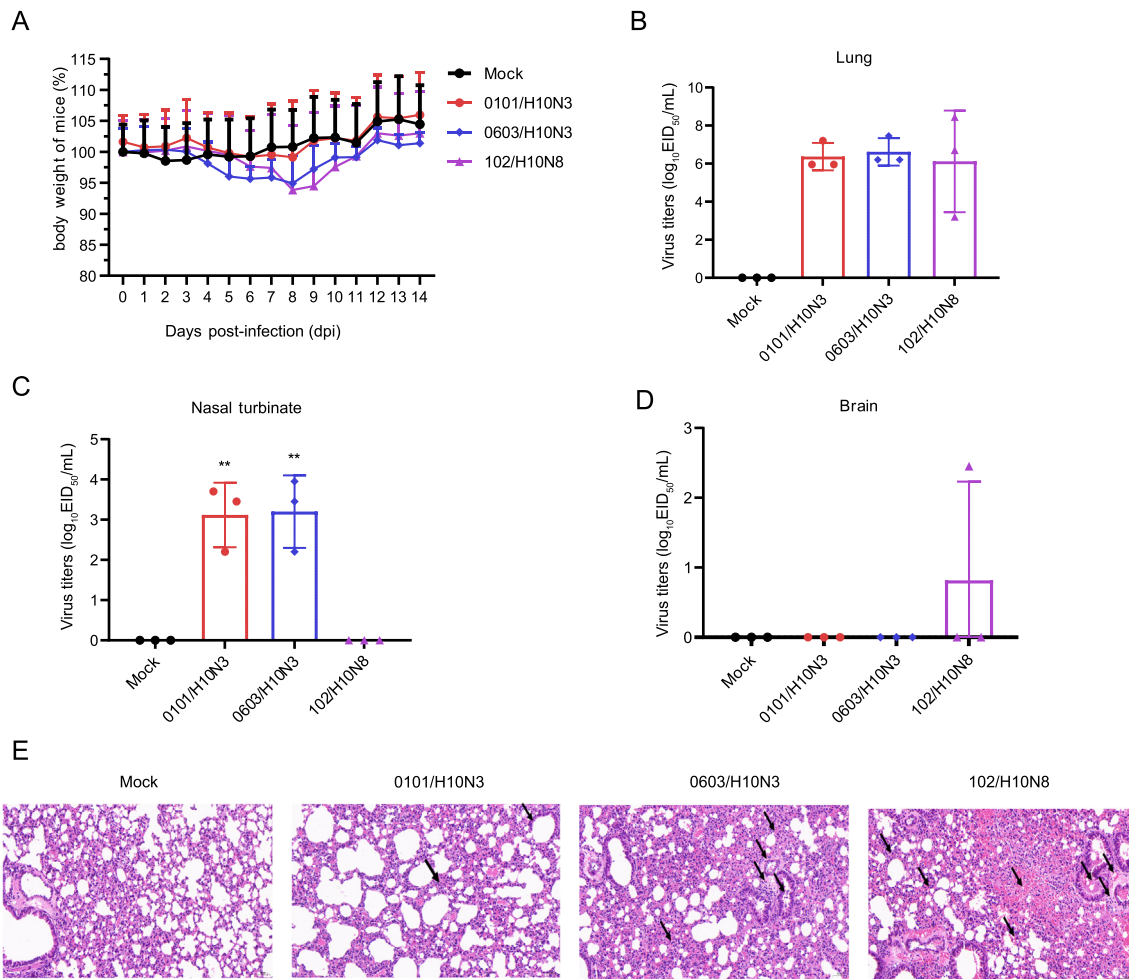 A
115
110
105
100
95
90
85
80
body weight of mice (%)
0 1 2 3 4 5 6 7 8 9 10 11 12 13 14
Days post-infection (dpi)
Mock
0101/H10N3
0603/H10N3
102/H10N8
B
Lung
10
8
6
4
2
0
Virus titers (log10EID50/mL)
Mock
0101/H10N3
0603/H10N3
102/H10N8
C
Nasal turbinate
5
4
3
2
1
0
Virus titers (log10EID50/mL)
** **
Mock
0101/H10N3
0603/H10N3
102/H10N8
D
Brain
3
2
1
0
Virus titers (log10EID50/mL)
Mock
0101/H10N3
0603/H10N3
102/H10N8
E
Mock
0101/H10N3
0603/H10N3
102/H10N8